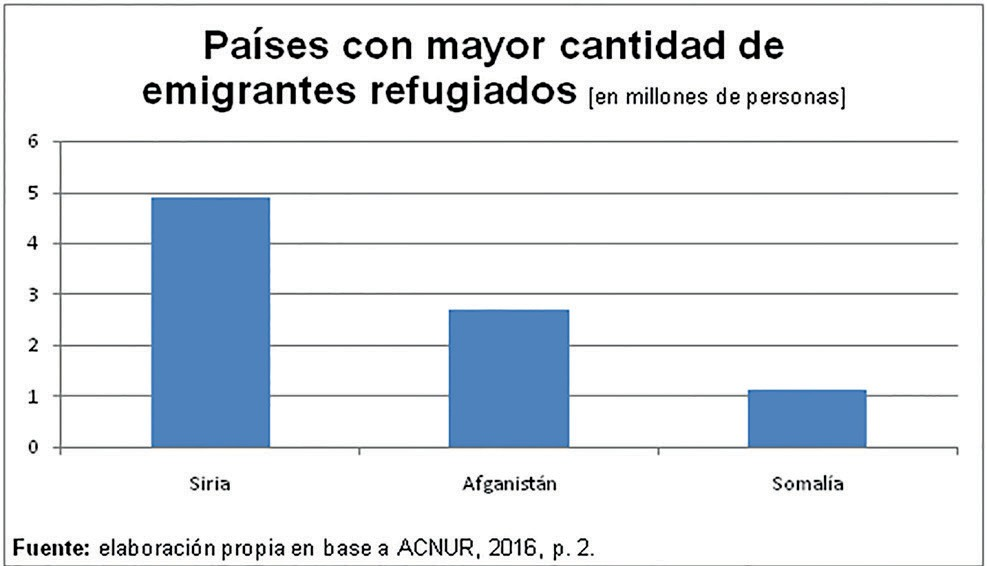 Países con mayor cantidad de
emigrantes refugiados [en millones de personas]
6
5
4
3
2
1
0
Siria Afganistán Somalía
Fuente: elaboración propia en base a ACNUR, 2016, p. 2.